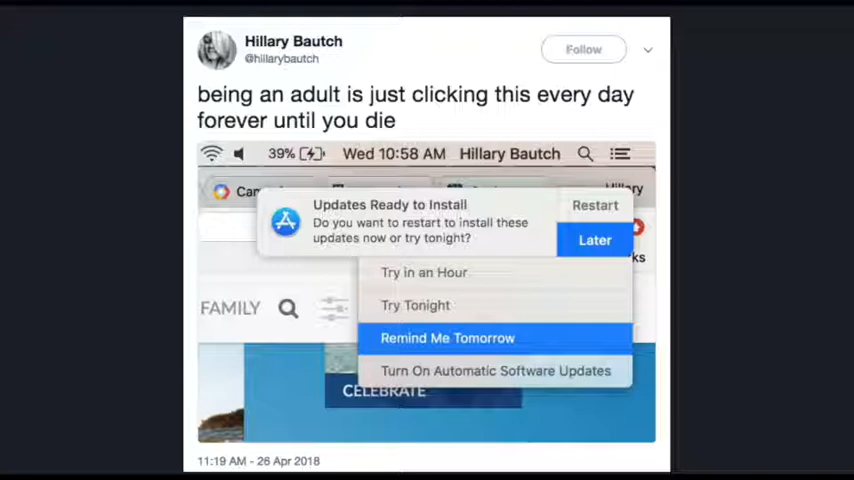 Hillary Bautch
@hillarybautch
Follow
being an adult is just clicking this every day
forever until you die
39% Wed 10:58 AM Hillary Bautch
Hillary
Updates Ready to Install
Do you want to restart to install these
updates now or try tonight?
Restart
Later
Try in an Hour
FAMILY
Try Tonight
Remind Me Tomorrow
Turn On Automatic Software Updates
CELEBRATE
11:19 AM - 26 Apr 2018